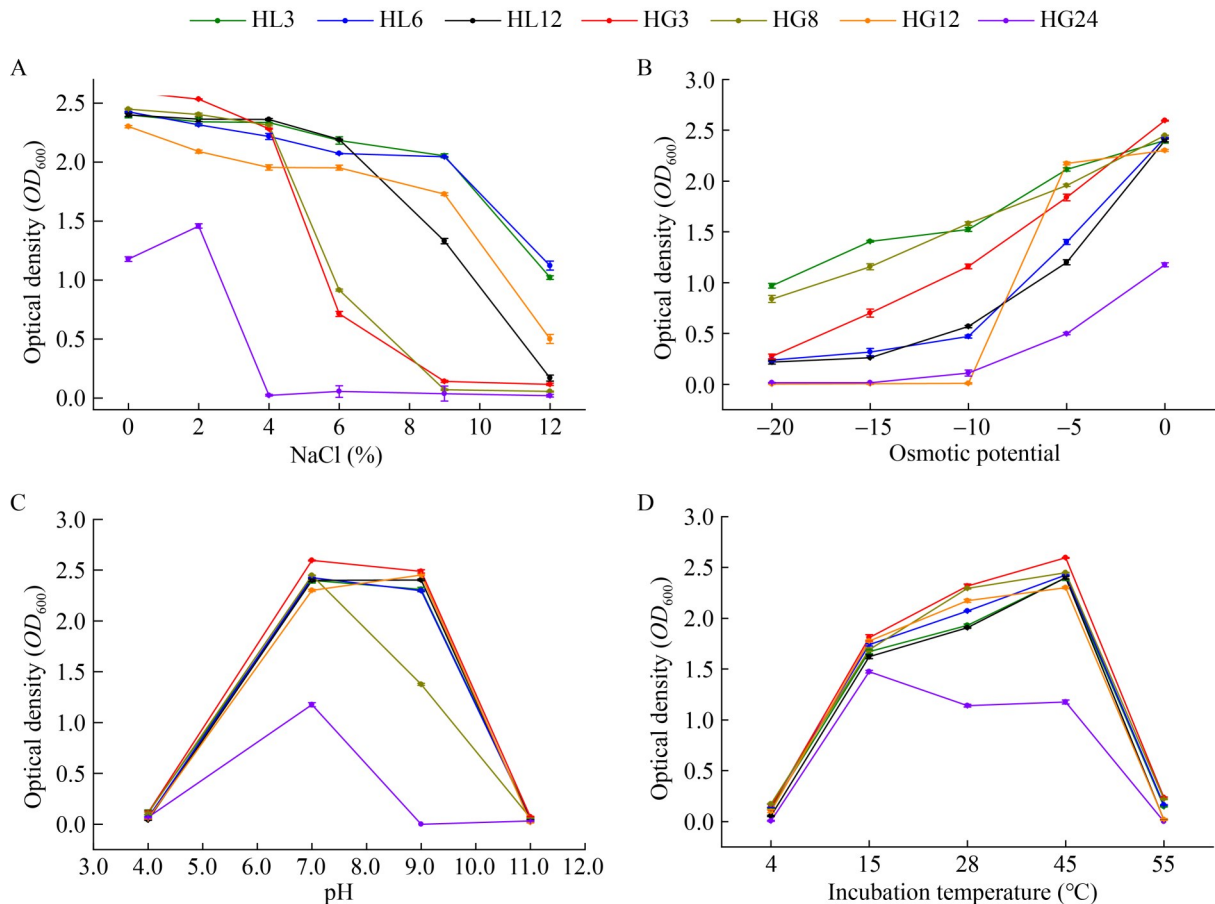 HL3 HL6 HL12 HG3 HG8 HG12 HG24
A
Optical density (OD600)
2.5
2.0
1.5
1.0
0.5
0.0
0 2 4 6 8 10 12
NaCl (%)
B
Optical density (OD600)
3.0
2.5
2.0
1.5
1.0
0.5
0.0
−20 −15 −10 −5 0
Osmotic potential
C
Optical density (OD600)
3.0
2.5
2.0
1.5
1.0
0.5
0.0
3.0 4.0 5.0 6.0 7.0 8.0 9.0 10.0 11.0 12.0
pH
D
Optical density (OD600)
3.0
2.5
2.0
1.5
1.0
0.5
0.0
4 15 28 45 55
Incubation temperature (℃)